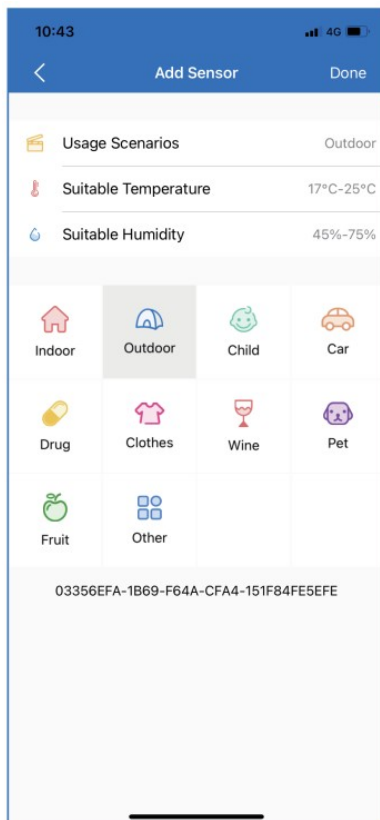 10:43 4G
Add Sensor Done
Usage Scenarios Outdoor
Suitable Temperature 17°C-25°C
Suitable Humidity 45%-75%
Indoor Outdoor Child Car
Drug Clothes Wine Pet
Fruit Other
03356EFA-1B69-F64A-CFA4-151F84FE5EFE